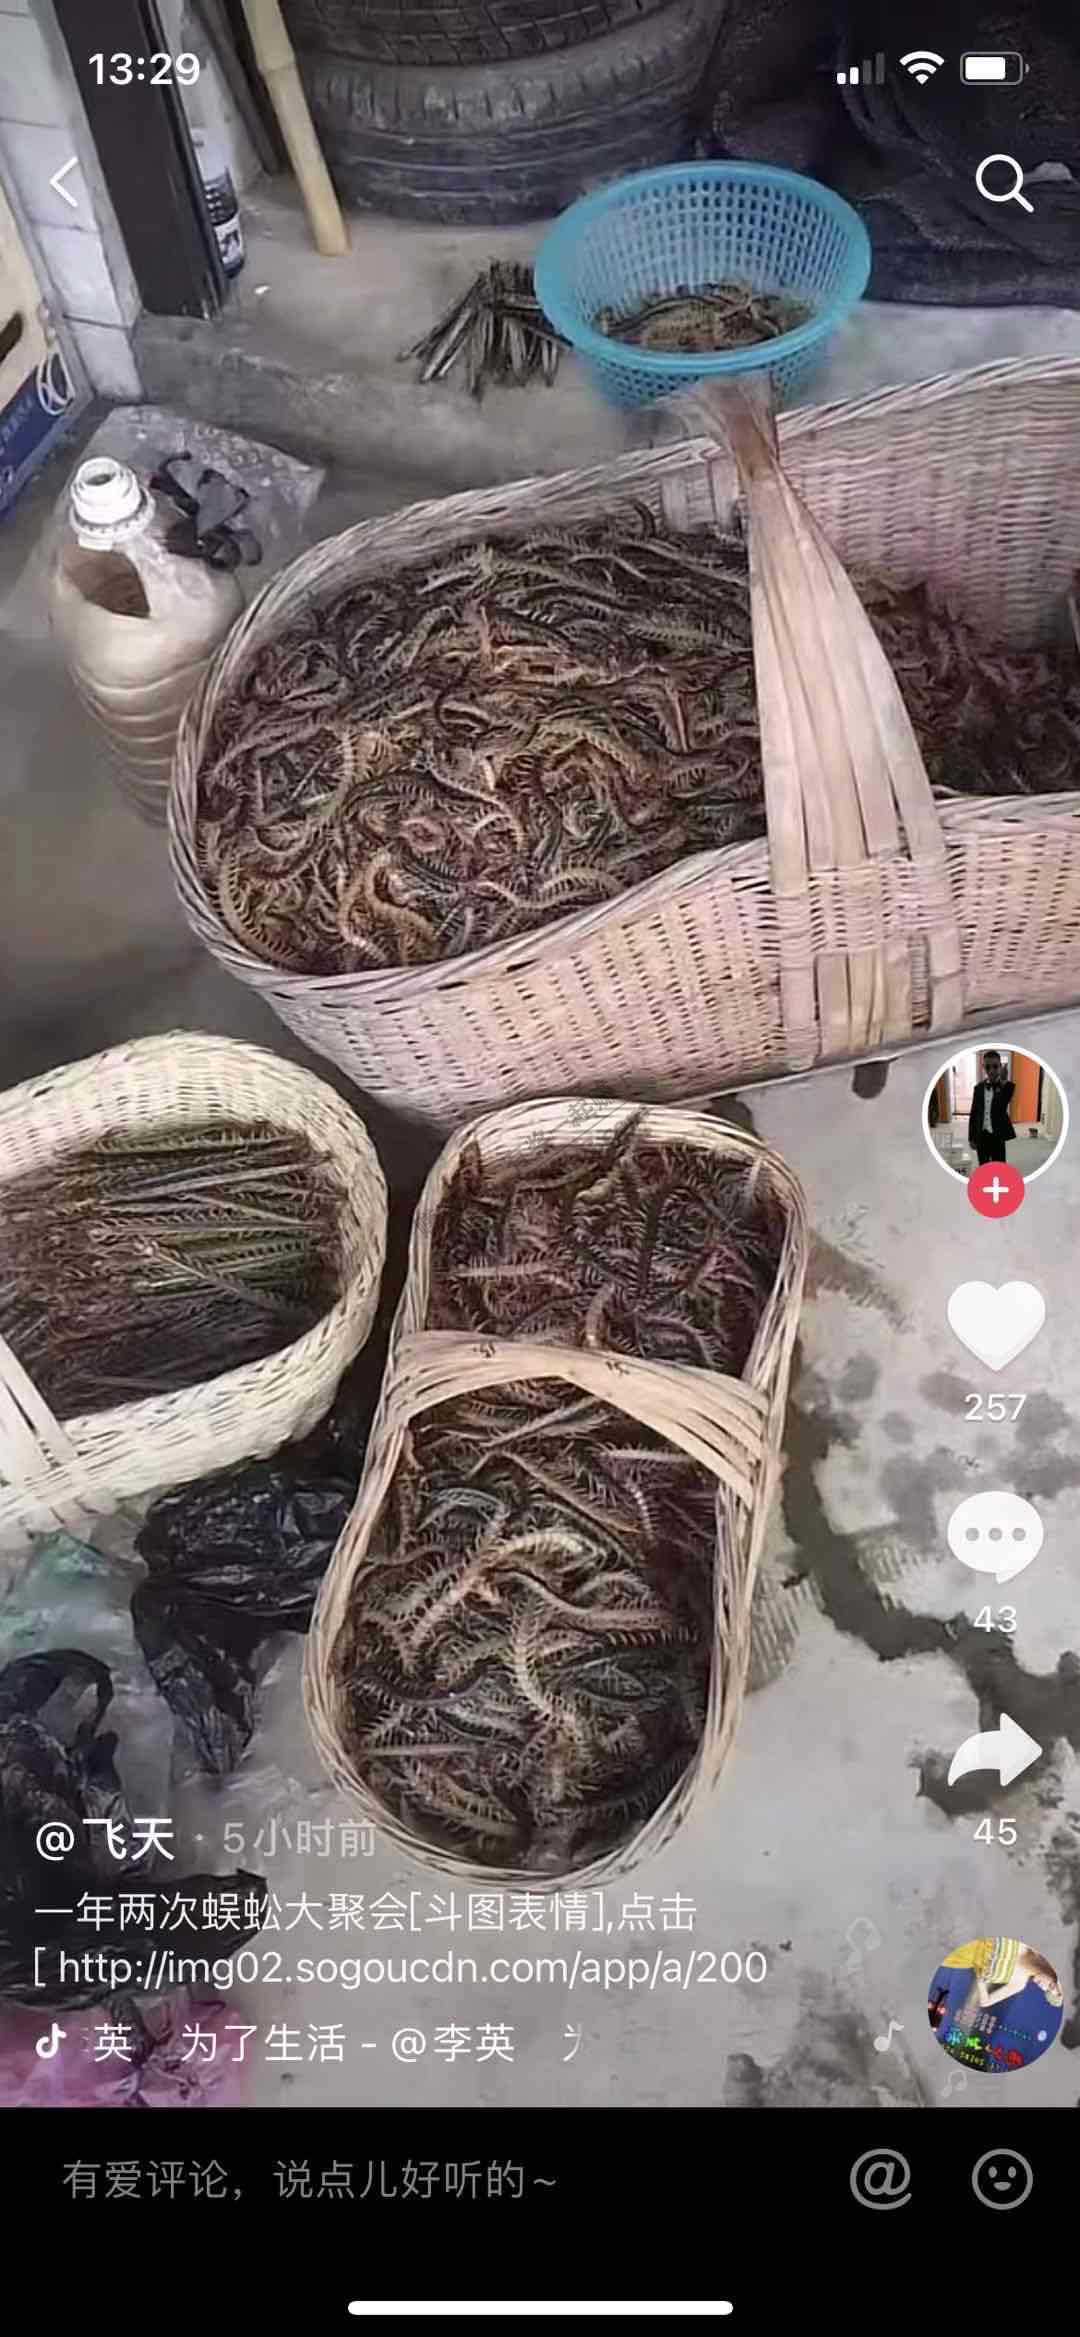 13:29
257
43
45
@飞天 · 5小时前
一年两次蜈蚣大聚会[斗图表情],点击
[ http://img02.sogoucdn.com/app/a/200
英 为了生活 - @李英
有爱评论，说点儿好听的~